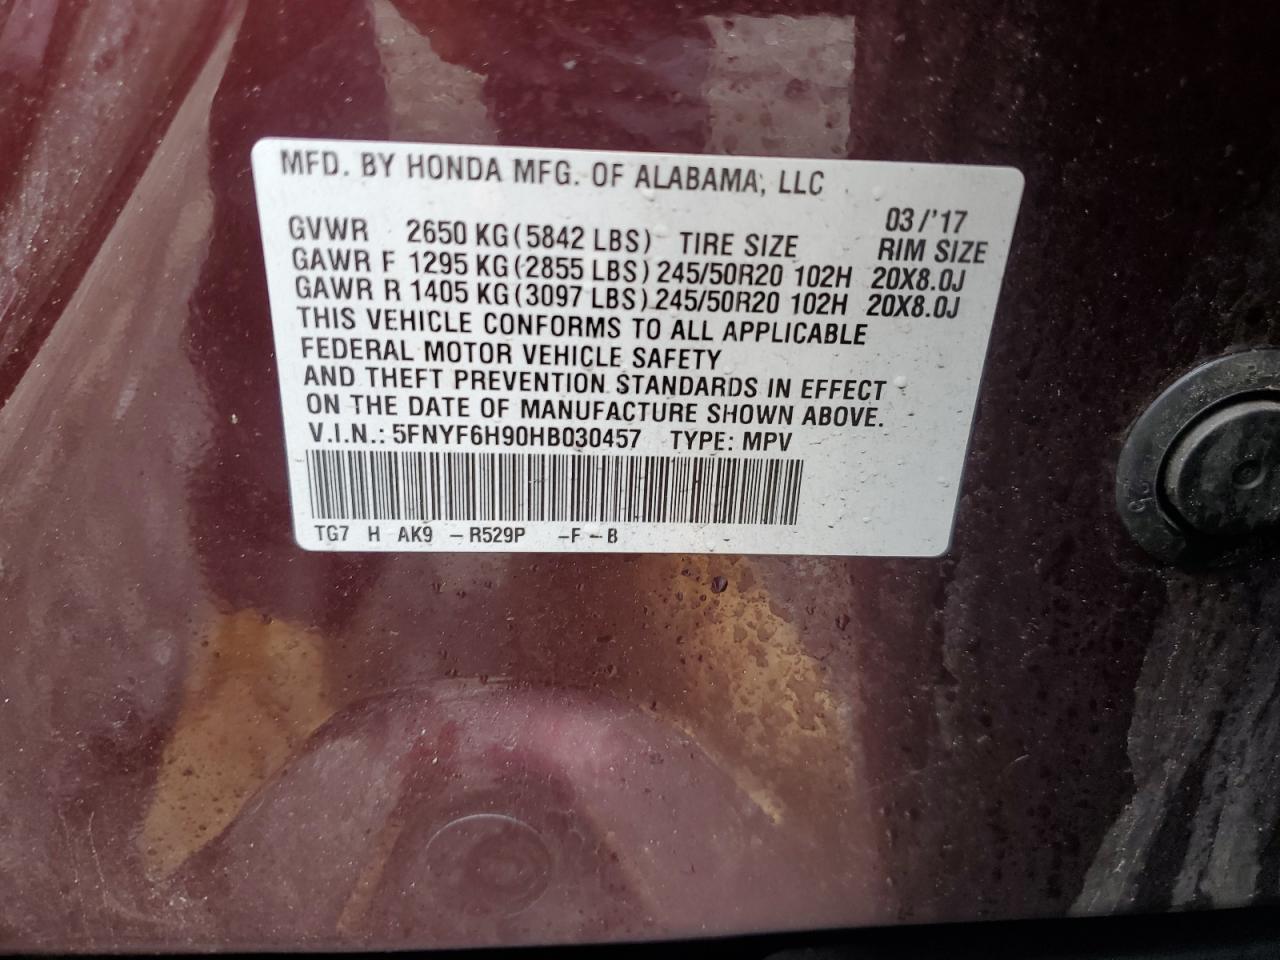 MFD. BY HONDA MFG. OF ALABAMA, LLC
03/'17
GVWR 2650 KG (5842 LBS) TIRE SIZE RIM SIZE
GAWR F 1295 KG (2855 LBS) 245/50R20 102H 20X8.0J
GAWR R 1405 KG (3097 LBS) 245/50R20 102H 20X8.0J
THIS VEHICLE CONFORMS TO ALL APPLICABLE
FEDERAL MOTOR VEHICLE SAFETY
AND THEFT PREVENTION STANDARDS IN EFFECT
ON THE DATE OF MANUFACTURE SHOWN ABOVE.
V.I.N.: 5FNYF6H90HB030457 TYPE: MPV
TG7 H AK9 -R529P -F-B